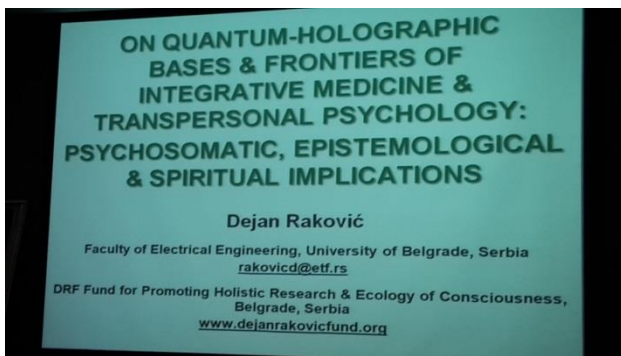 ON QUANTUM-HOLOGRAPHIC
BASES & FRONTIERS OF
INTEGRATIVE MEDICINE &
TRANSPERSONAL PSYCHOLOGY:
PSYCHOSOMATIC, EPISTEMOLOGICAL
& SPIRITUAL IMPLICATIONS
Dejan Raković
Faculty of Electrical Engineering, University of Belgrade, Serbia
rakovicd@etf.rs
DRF Fund for Promoting Holistic Research & Ecology of Consciousness,
Belgrade, Serbia
www.dejanrakovicfund.org